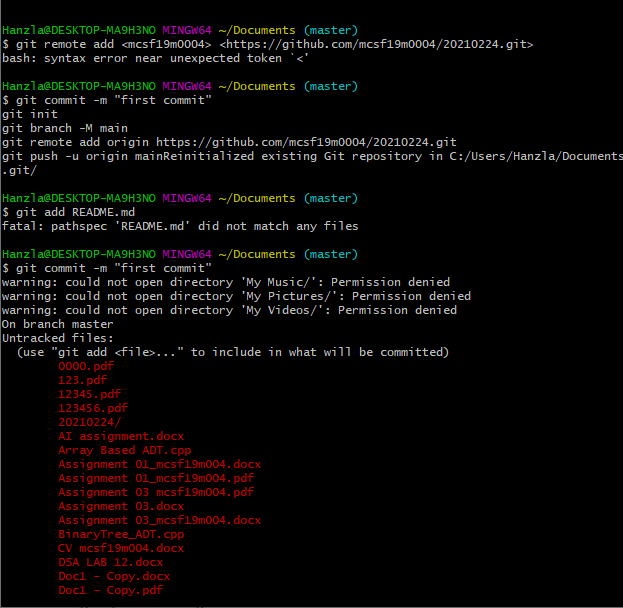 Hanzla@DESKTOP-MA9H3NO MINGW64 ~/Documents (master)
$ git remote add <mcsf19m0004> <https://github.com/mcsf19m0004/20210224.git>
bash: syntax error near unexpected token `<'
Hanzla@DESKTOP-MA9H3NO MINGW64 ~/Documents (master)
$ git commit -m "first commit"
git init
git branch -M main
git remote add origin https://github.com/mcsf19m0004/20210224.git
git push -u origin mainReinitialized existing Git repository in C:/Users/Hanzla/Documents
.git/
Hanzla@DESKTOP-MA9H3NO MINGW64 ~/Documents (master)
$ git add README.md
fatal: pathspec 'README.md' did not match any files
Hanzla@DESKTOP-MA9H3NO MINGW64 ~/Documents (master)
$ git commit -m "first commit"
warning: could not open directory 'My Music/': Permission denied
warning: could not open directory 'My Pictures/': Permission denied
warning: could not open directory 'My Videos/': Permission denied
On branch master
Untracked files:
(use "git add <file>..." to include in what will be committed)
0000.pdf
123.pdf
12345.pdf
123456.pdf
20210224/
AI assignment.docx
Array Based ADT.cpp
Assignment 01_mcsf19m004.docx
Assignment 01_mcsf19m004.pdf
Assignment 03 mcsf19m004.pdf
Assignment 03.docx
Assignment 03_mcsf19m004.docx
BinaryTree_ADT.cpp
CV mcsf19m004.docx
DSA LAB 12.docx
Doc1 - Copy.docx
Doc1 - Copy.pdf